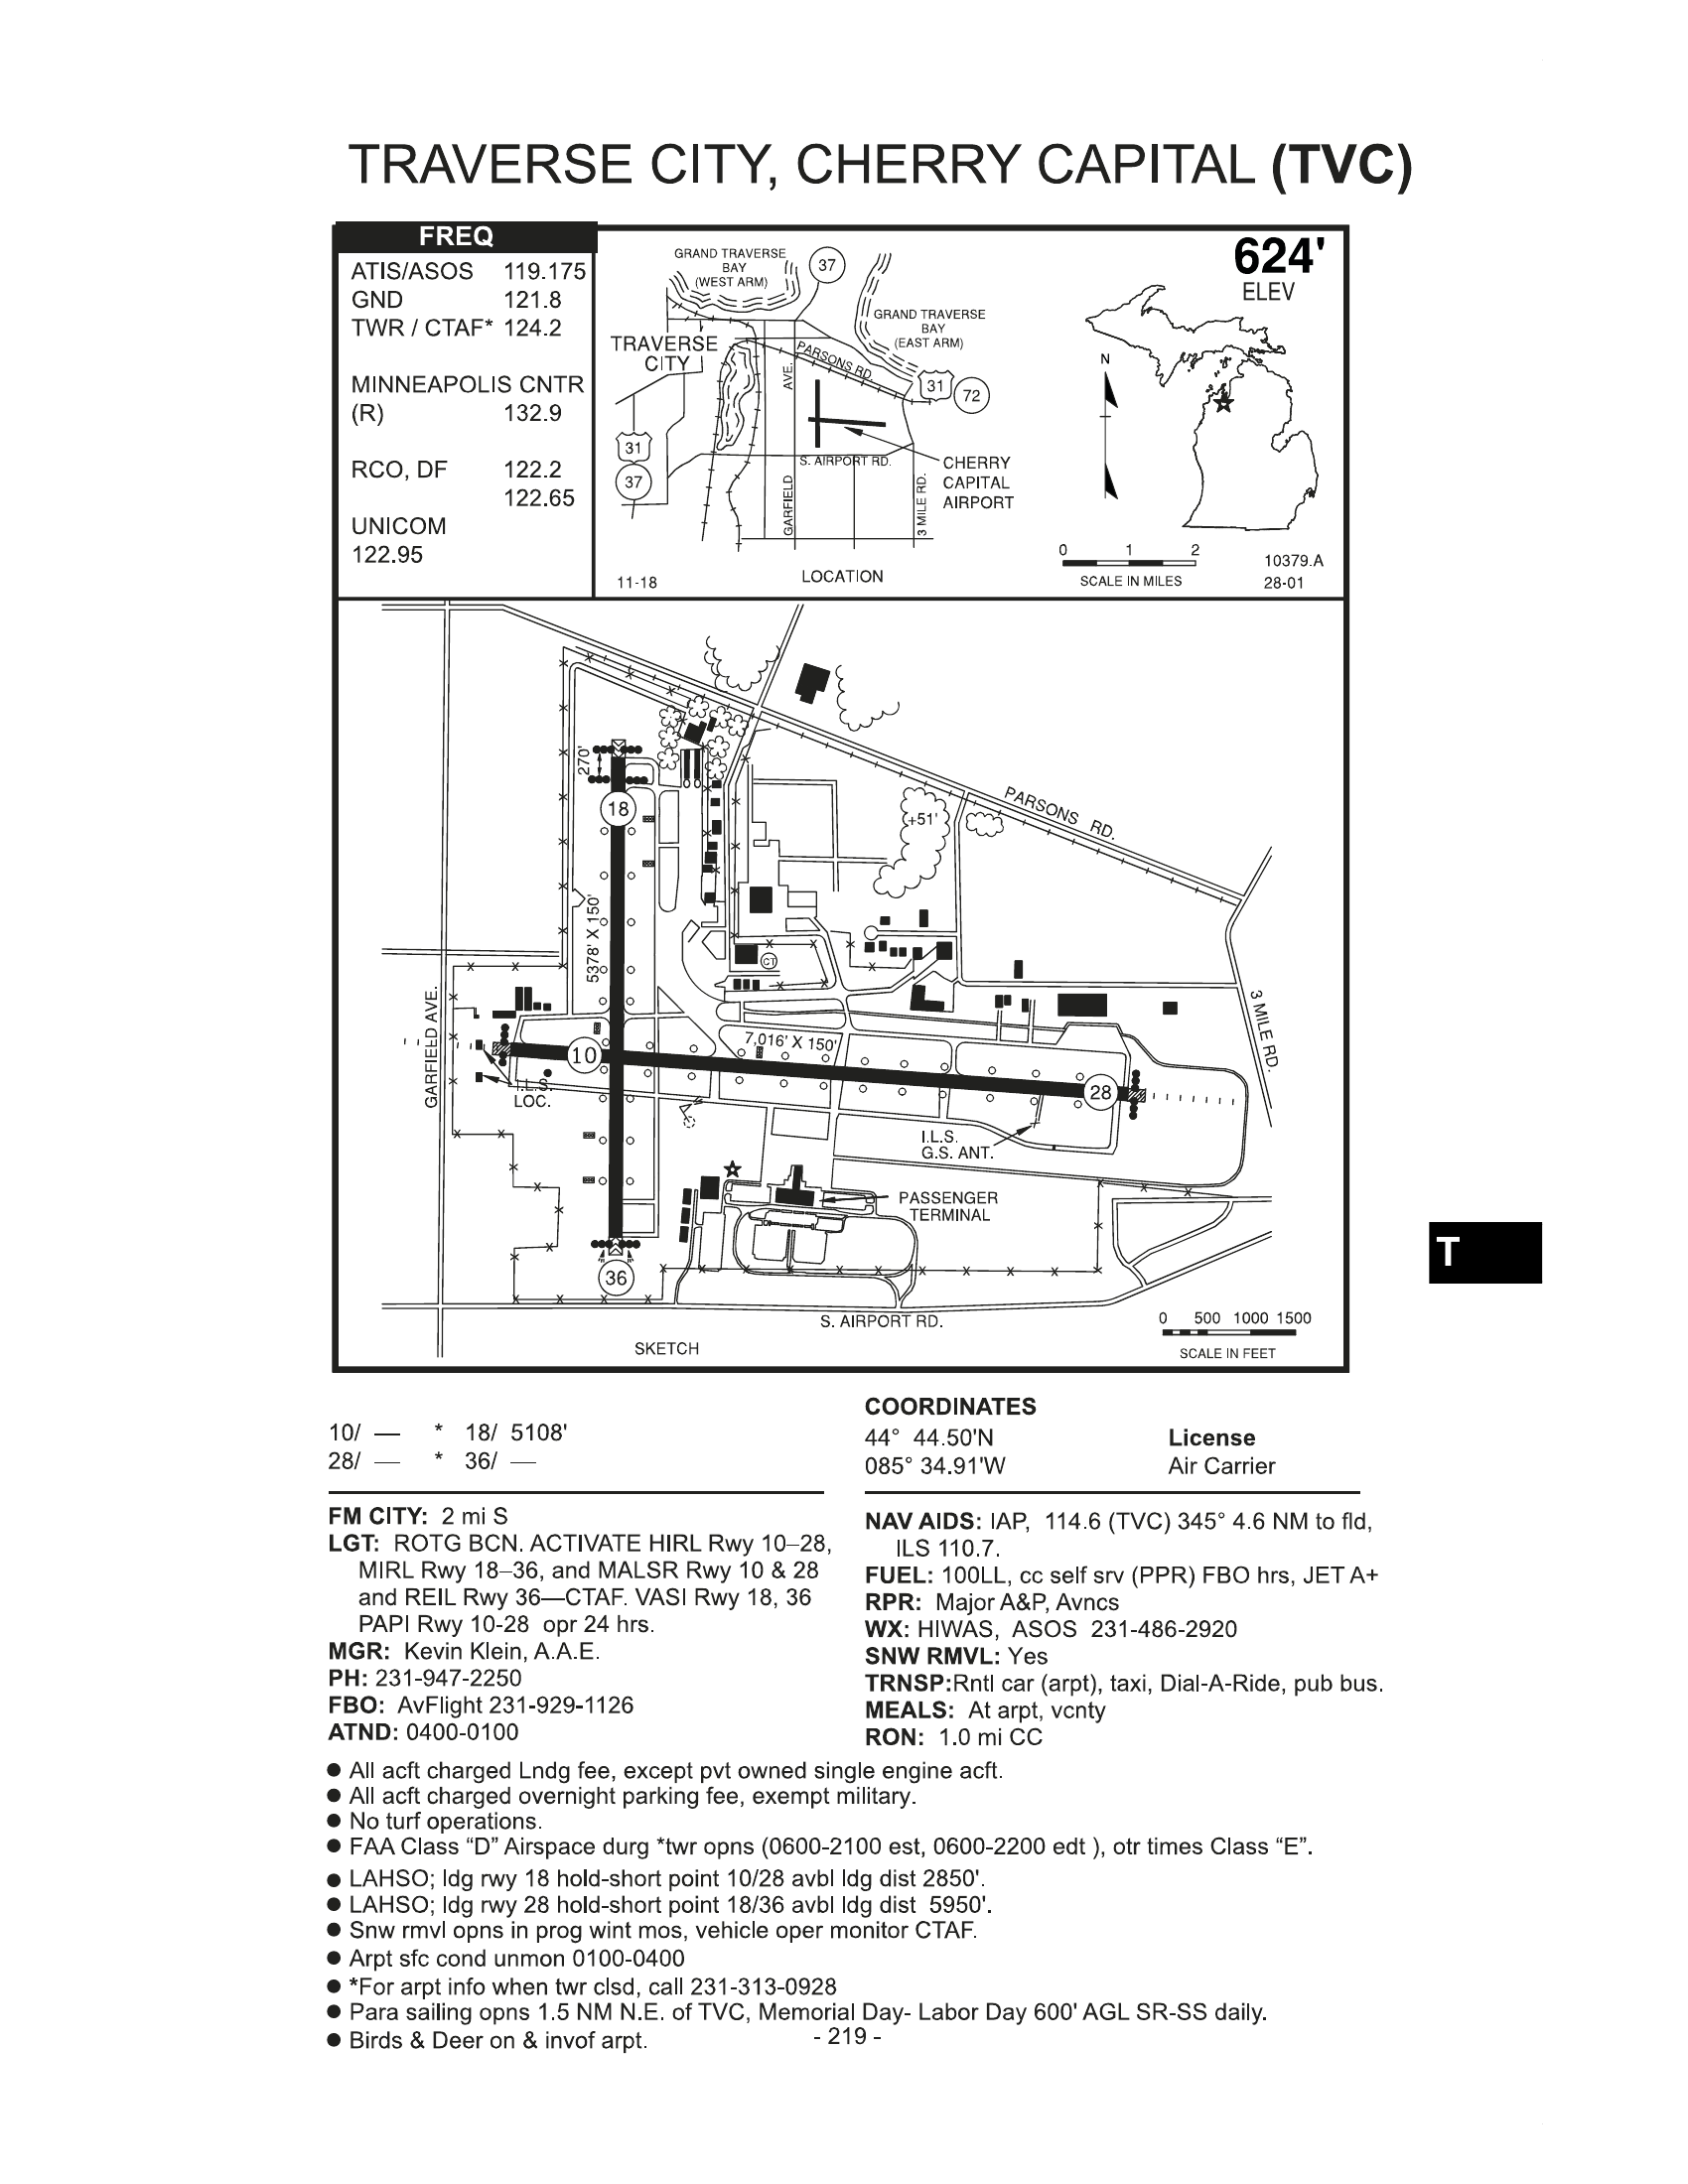 TRAVERSE CITY, CHERRY CAPITAL (TVC)
FREQ
ATIS/ASOS 119.175
GND 121.8
TWR / CTAF* 124.2
MINNEAPOLIS CNTR
(R) 132.9
RCO, DF 122.2
122.65
UNICOM
122.95
GRAND TRAVERSE
BAY
(WEST ARM)
37
GRAND TRAVERSE
BAY
(EAST ARM)
TRAVERSE
CITY
PARSONS RD.
AVE.
31
72
31
37
S. AIRPORT RD.
GARFIELD
3 MILE RD.
CHERRY
CAPITAL
AIRPORT
11-18
LOCATION
624'
ELEV
N
0 1 2
SCALE IN MILES
10379.A
28-01
270'
18
+51'
PARSONS RD.
5378' X 150'
CT
GARFIELD AVE.
3 MILE RD.
7,016' X 150'
10
28
I.L.S.
LOC.
I.L.S.
G.S. ANT.
PASSENGER
TERMINAL
36
S. AIRPORT RD.
SKETCH
0 500 1000 1500
SCALE IN FEET
T
10/ — * 18/ 5108'
28/ — * 36/ —
COORDINATES
44° 44.50'N
085° 34.91'W
License
Air Carrier
FM CITY: 2 mi S
LGT: ROTG BCN. ACTIVATE HIRL Rwy 10–28,
MIRL Rwy 18–36, and MALSR Rwy 10 & 28
and REIL Rwy 36—CTAF. VASI Rwy 18, 36
PAPI Rwy 10-28 opr 24 hrs.
MGR: Kevin Klein, A.A.E.
PH: 231-947-2250
FBO: AvFlight 231-929-1126
ATND: 0400-0100
NAV AIDS: IAP, 114.6 (TVC) 345° 4.6 NM to fld,
ILS 110.7.
FUEL: 100LL, cc self srv (PPR) FBO hrs, JET A+
RPR: Major A&P, Avncs
WX: HIWAS, ASOS 231-486-2920
SNW RMVL: Yes
TRNSP:Rntl car (arpt), taxi, Dial-A-Ride, pub bus.
MEALS: At arpt, vcnty
RON: 1.0 mi CC
● All acft charged Lndg fee, except pvt owned single engine acft.
● All acft charged overnight parking fee, exempt military.
● No turf operations.
● FAA Class “D” Airspace durg *twr opns (0600-2100 est, 0600-2200 edt ), otr times Class “E”.
● LAHSO; ldg rwy 18 hold-short point 10/28 avbl ldg dist 2850'.
● LAHSO; ldg rwy 28 hold-short point 18/36 avbl ldg dist 5950'.
● Snw rmvl opns in prog wint mos, vehicle oper monitor CTAF.
● Arpt sfc cond unmon 0100-0400
● *For arpt info when twr clsd, call 231-313-0928
● Para sailing opns 1.5 NM N.E. of TVC, Memorial Day- Labor Day 600' AGL SR-SS daily.
● Birds & Deer on & invof arpt.
- 219 -